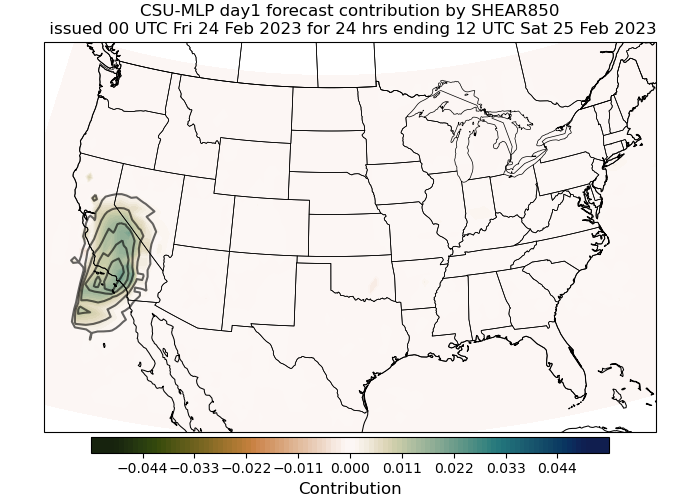 CSU-MLP day1 forecast contribution by SHEAR850
issued 00 UTC Fri 24 Feb 2023 for 24 hrs ending 12 UTC Sat 25 Feb 2023
−0.044 −0.033 −0.022 −0.011 0.000 0.011 0.022 0.033 0.044
Contribution